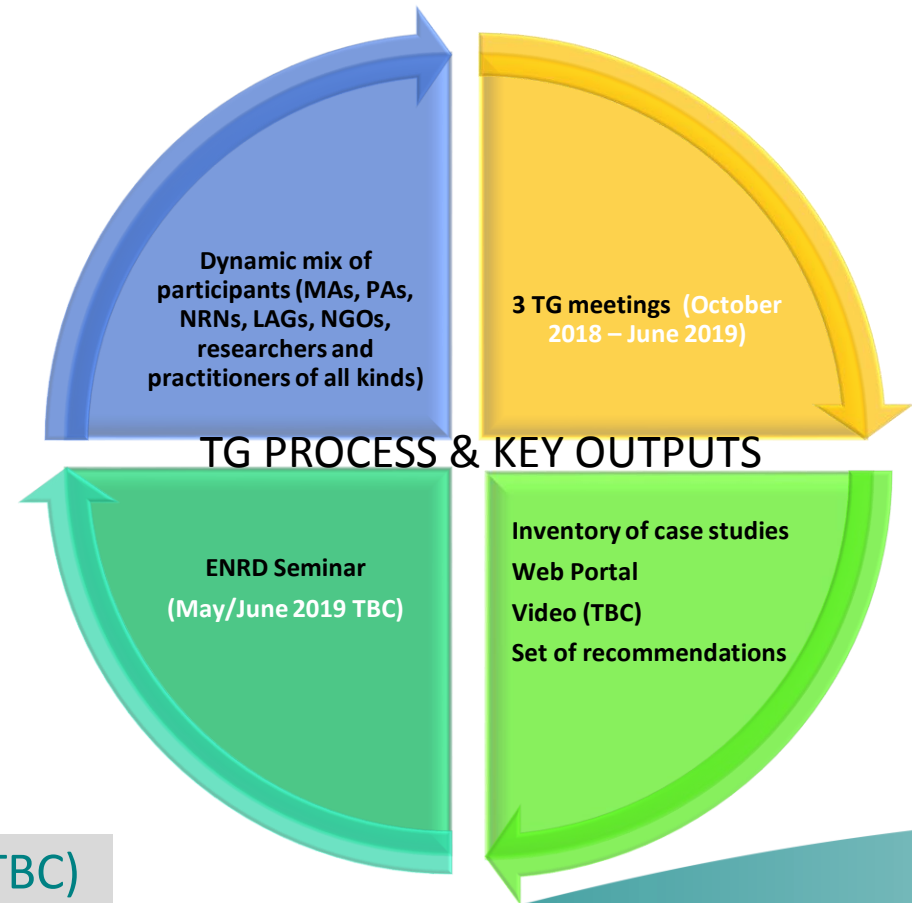 Dynamic mix of
participants (MAs, PAs,
NRNs, LAGs, NGOs,
researchers and
practitioners of all kinds)
3 TG meetings (October
2018 – June 2019)
TG PROCESS & KEY OUTPUTS
ENRD Seminar
(May/June 2019 TBC)
Inventory of case studies
Web Portal
Video (TBC)
Set of recommendations
TBC)